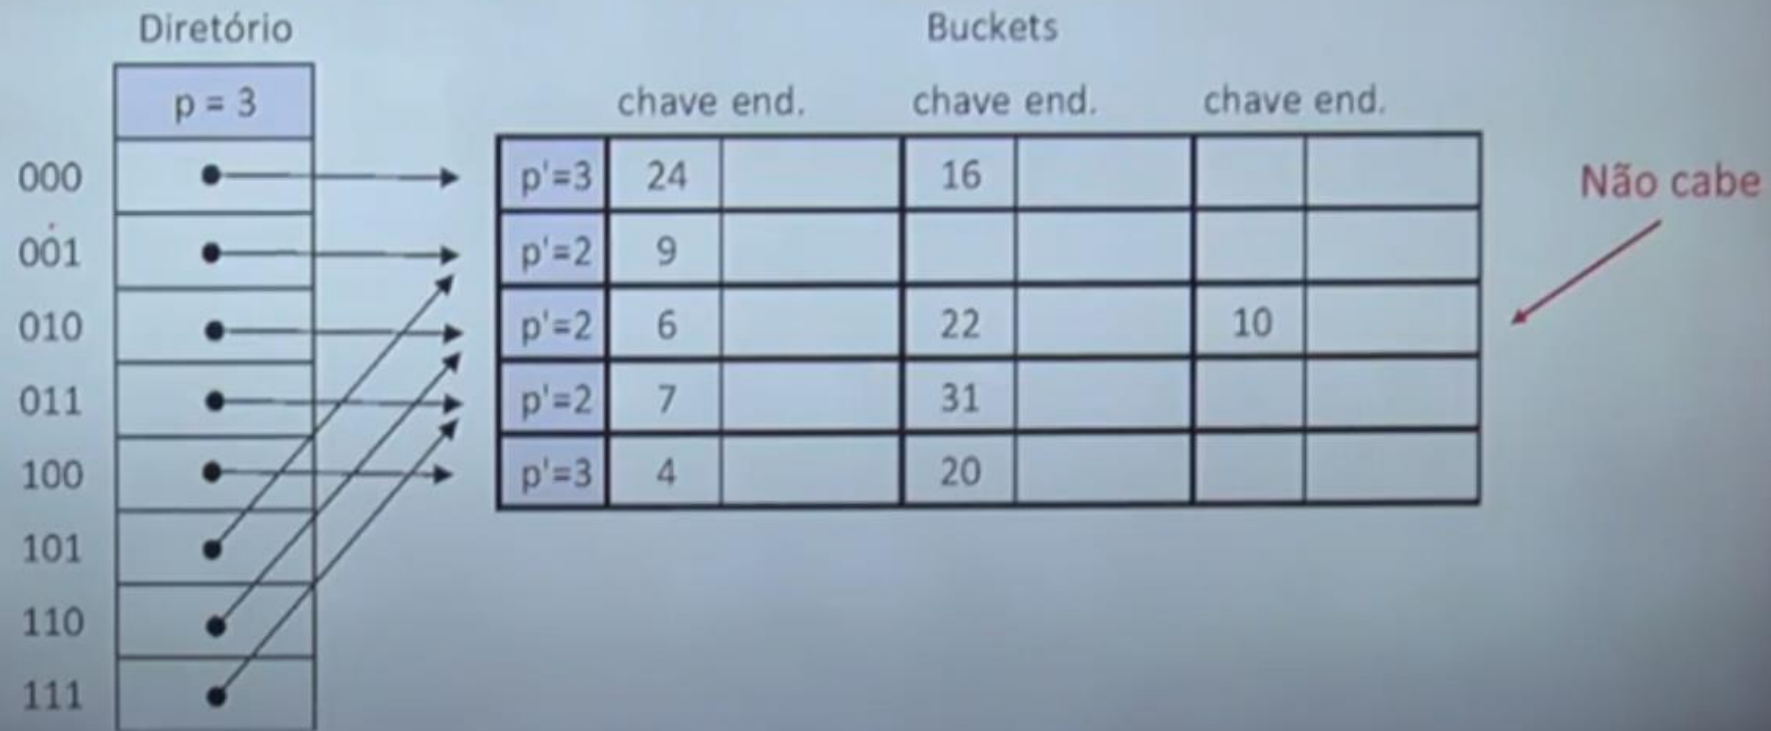 Diretório
Buckets
p = 3
chave end. chave end. chave end.
000
p'=3 24 16
Não cabe
001
p'=2 9
010
p'=2 6 22 10
011
p'=2 7 31
100
p'=3 4 20
101
110
111